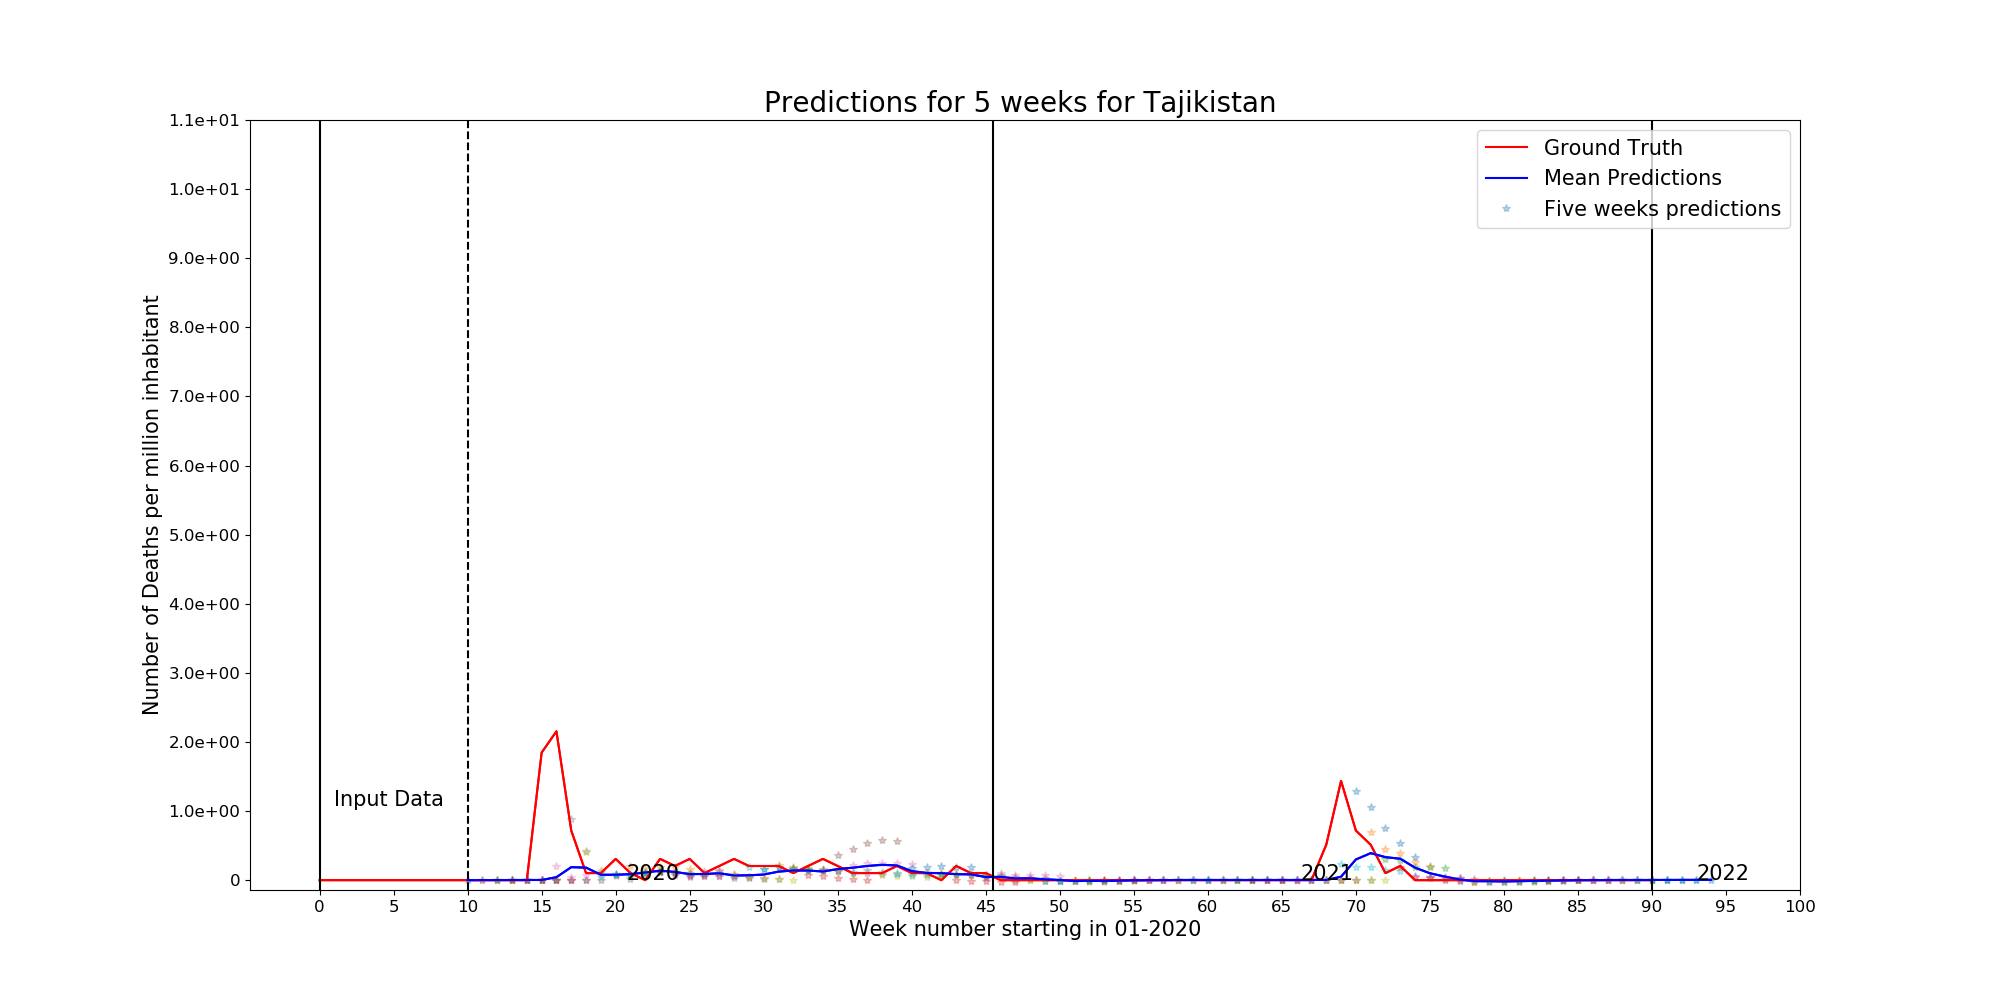 Predictions for 5 weeks for Tajikistan
1.1e+01
1.0e+01
9.0e+00
8.0e+00
7.0e+00
6.0e+00
5.0e+00
4.0e+00
3.0e+00
2.0e+00
1.0e+00
0
Number of Deaths per million inhabitant
Ground Truth
Mean Predictions
Five weeks predictions
Input Data
2020
2021
2022
0 5 10 15 20 25 30 35 40 45 50 55 60 65 70 75 80 85 90 95 100
Week number starting in 01-2020